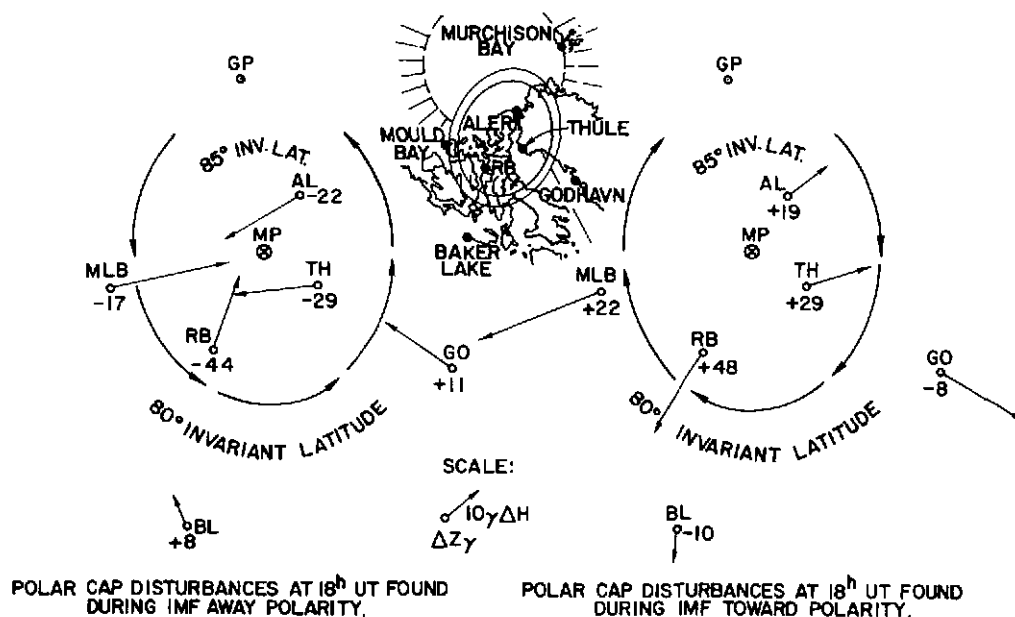 MURCHISON
BAY
GP
85° INV. LAT.
AL
-22
MP
MLB
-17
TH
-29
RB
-44
GO
+11
80° INVARIANT LATITUDE
BL
+8
ALERT
THULE
MOULD
BAY
RB
GODHAVN
BAKER
LAKE
SCALE:
10γΔH
ΔZγ
GP
85° INV. LAT.
AL
+19
MP
MLB
+22
TH
+29
RB
+48
GO
-8
80° INVARIANT LATITUDE
BL
-10
POLAR CAP DISTURBANCES AT 18h UT FOUND
DURING IMF AWAY POLARITY.
POLAR CAP DISTURBANCES AT 18h UT FOUND
DURING IMF TOWARD POLARITY.